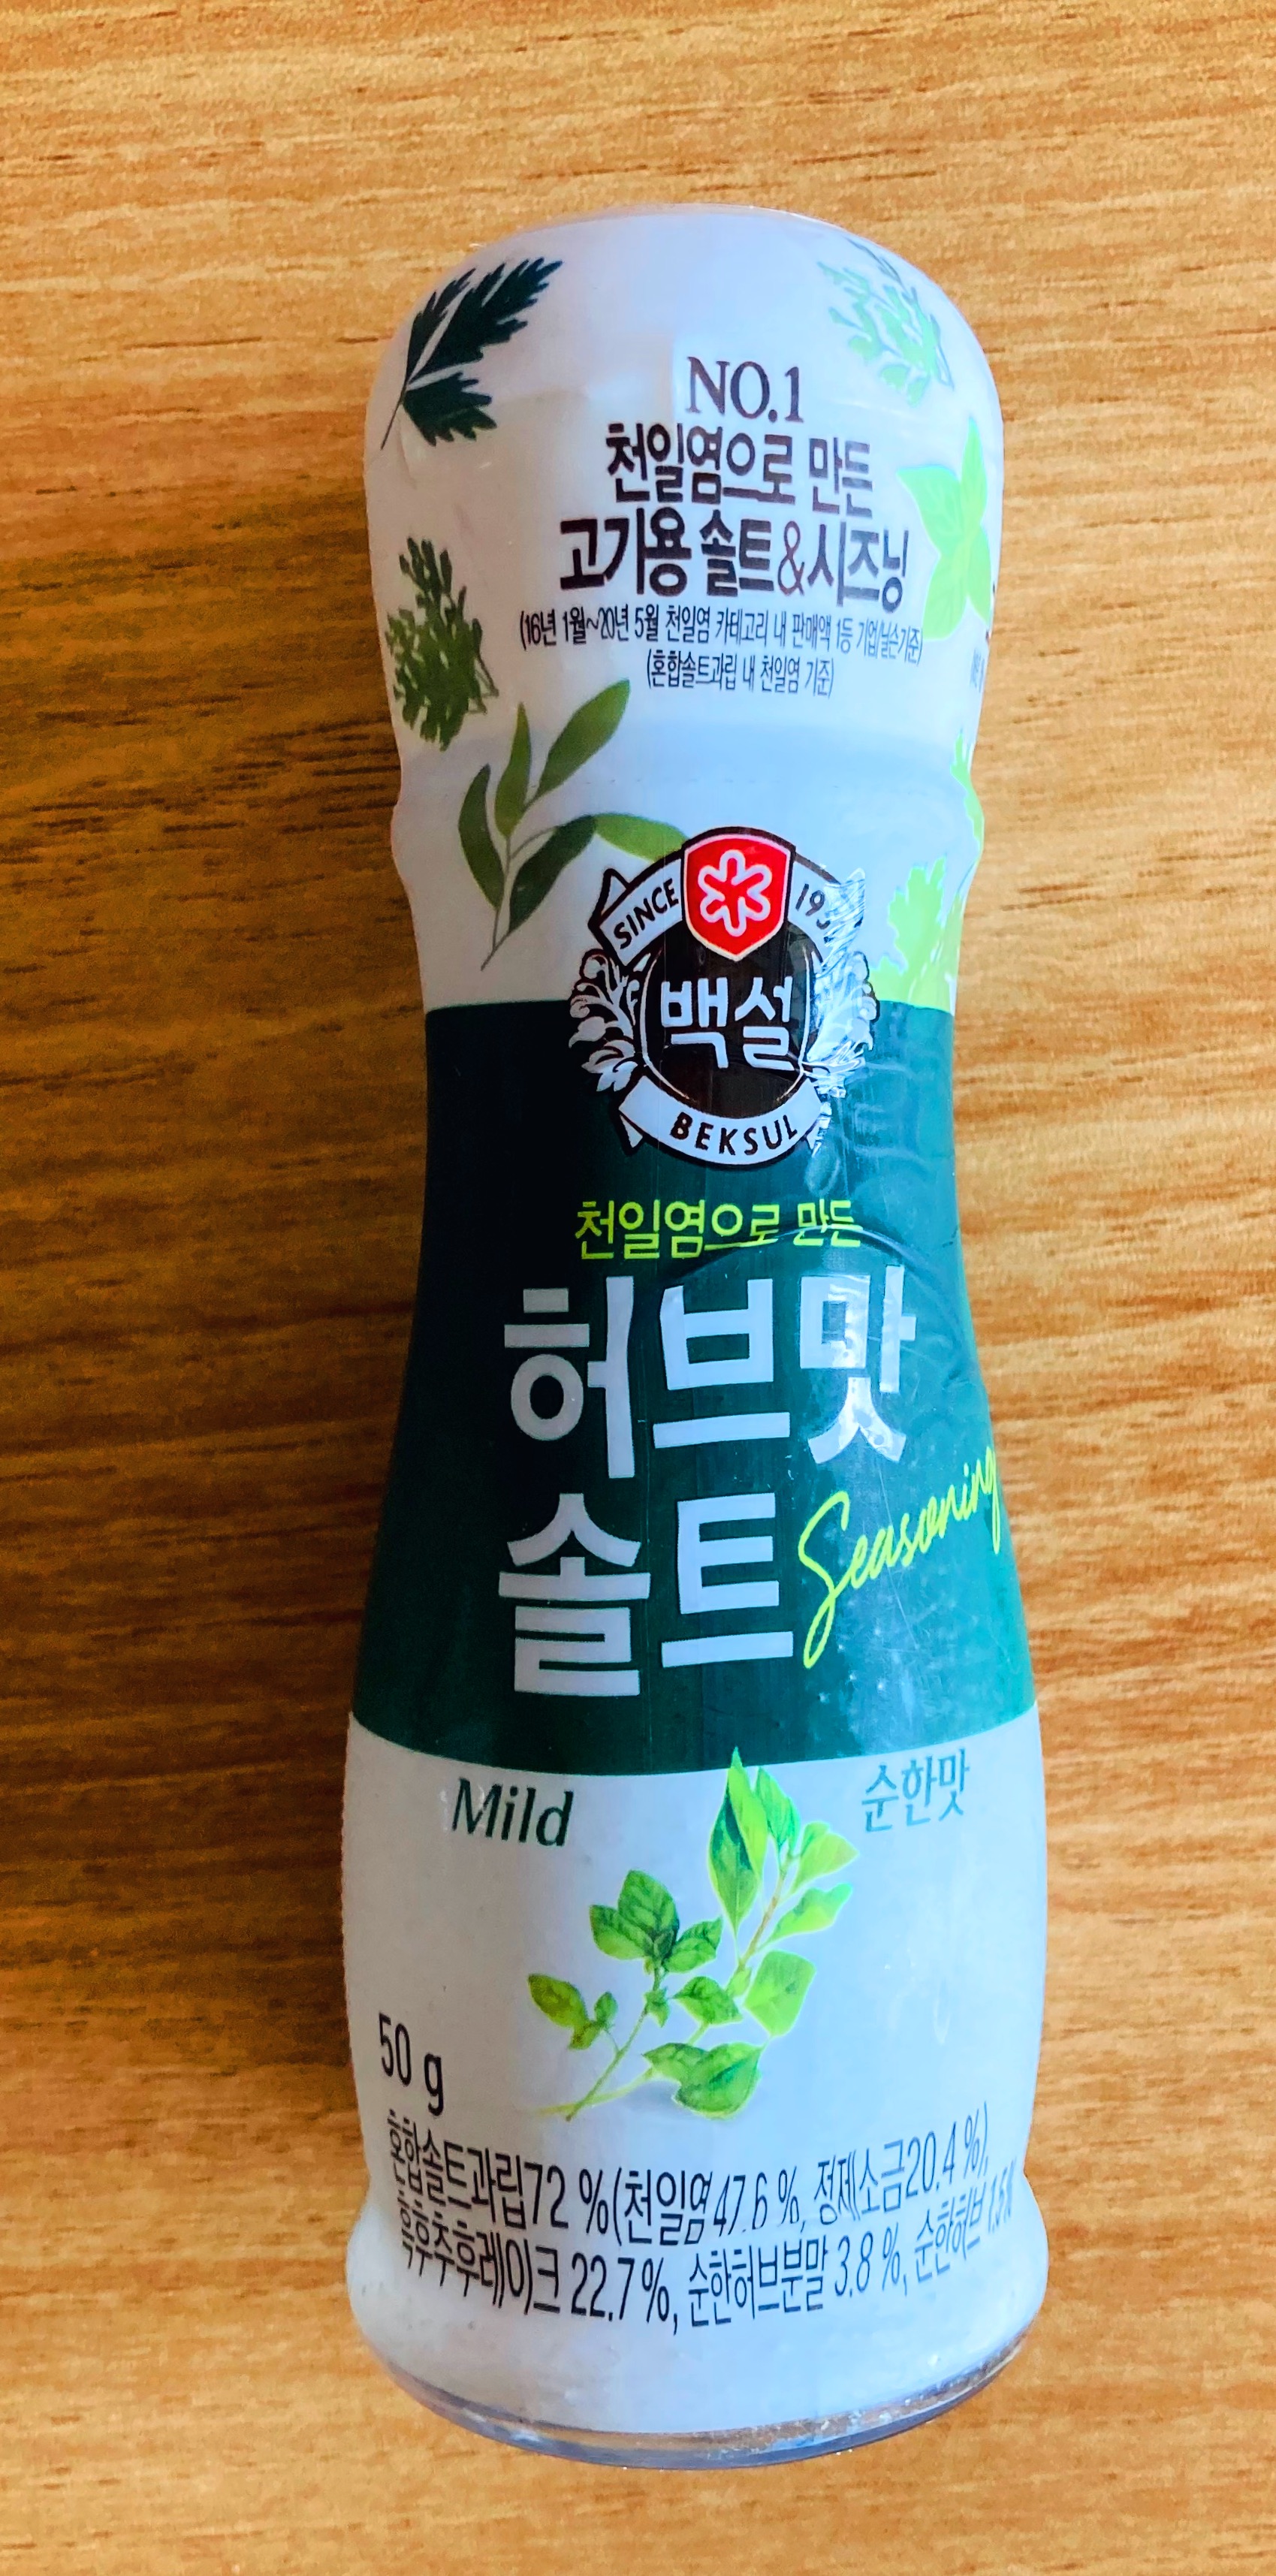 NO.1
천일염으로 만든
고기용 솔트&시즈닝
(16년 1월~20년 5월 천일염 카테고리 내 판매액 1등 기업(닐슨기준)
(혼합솔트과립 내 천일염 기준)
SINCE
백설
BEKSUL
천일염으로 만든
허브맛
솔트 Seasoning
Mild 순한맛
50 g
혼합솔트과립72 %(천일염47.6 %, 정제소금20.4 %),
흑후추후레이크 22.7%, 순한허브분말 3.8 %, 순한허브 1.5%